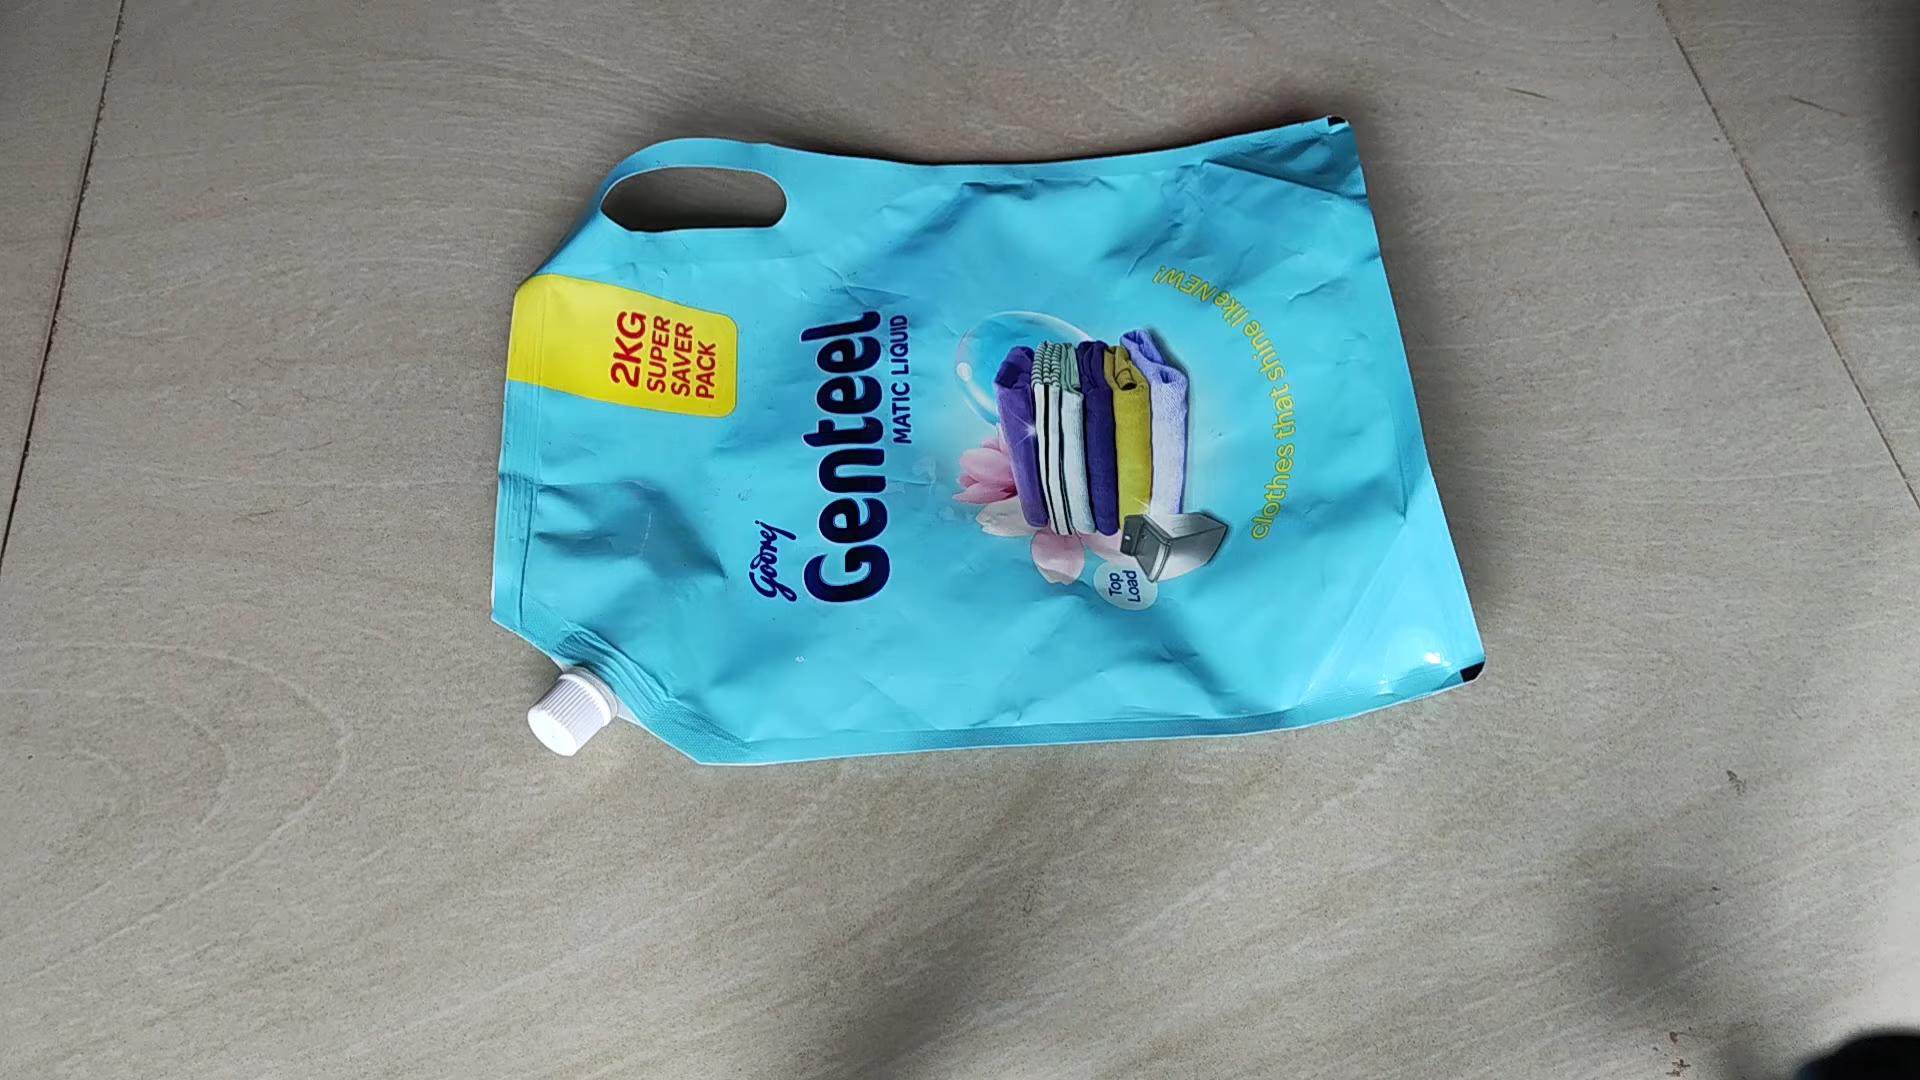 2KG
SUPER
SAVER
PACK
Godrej
Genteel
MATIC LIQUID
Top
Load
clothes that shine like NEW!